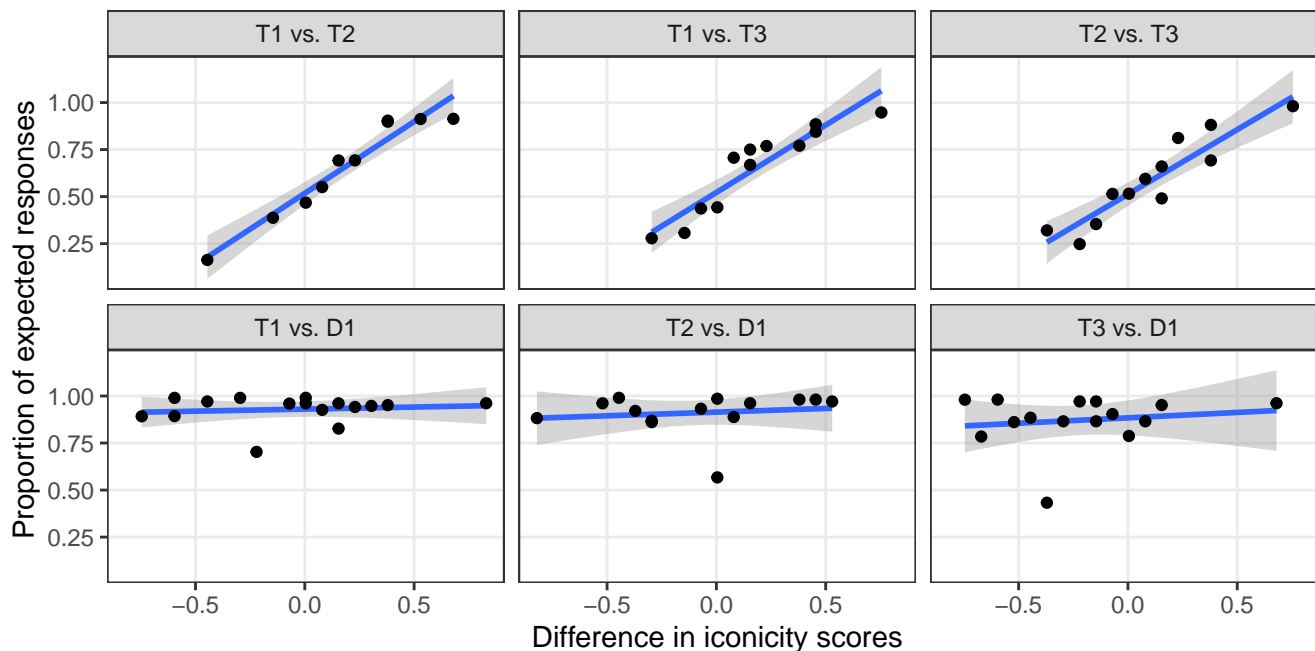 T1 vs. T2
T1 vs. T3
T2 vs. T3
1.00
0.75
0.50
0.25
T1 vs. D1
T2 vs. D1
T3 vs. D1
1.00
0.75
0.50
0.25
−0.5 0.0 0.5
−0.5 0.0 0.5
−0.5 0.0 0.5
Difference in iconicity scores
Proportion of expected responses